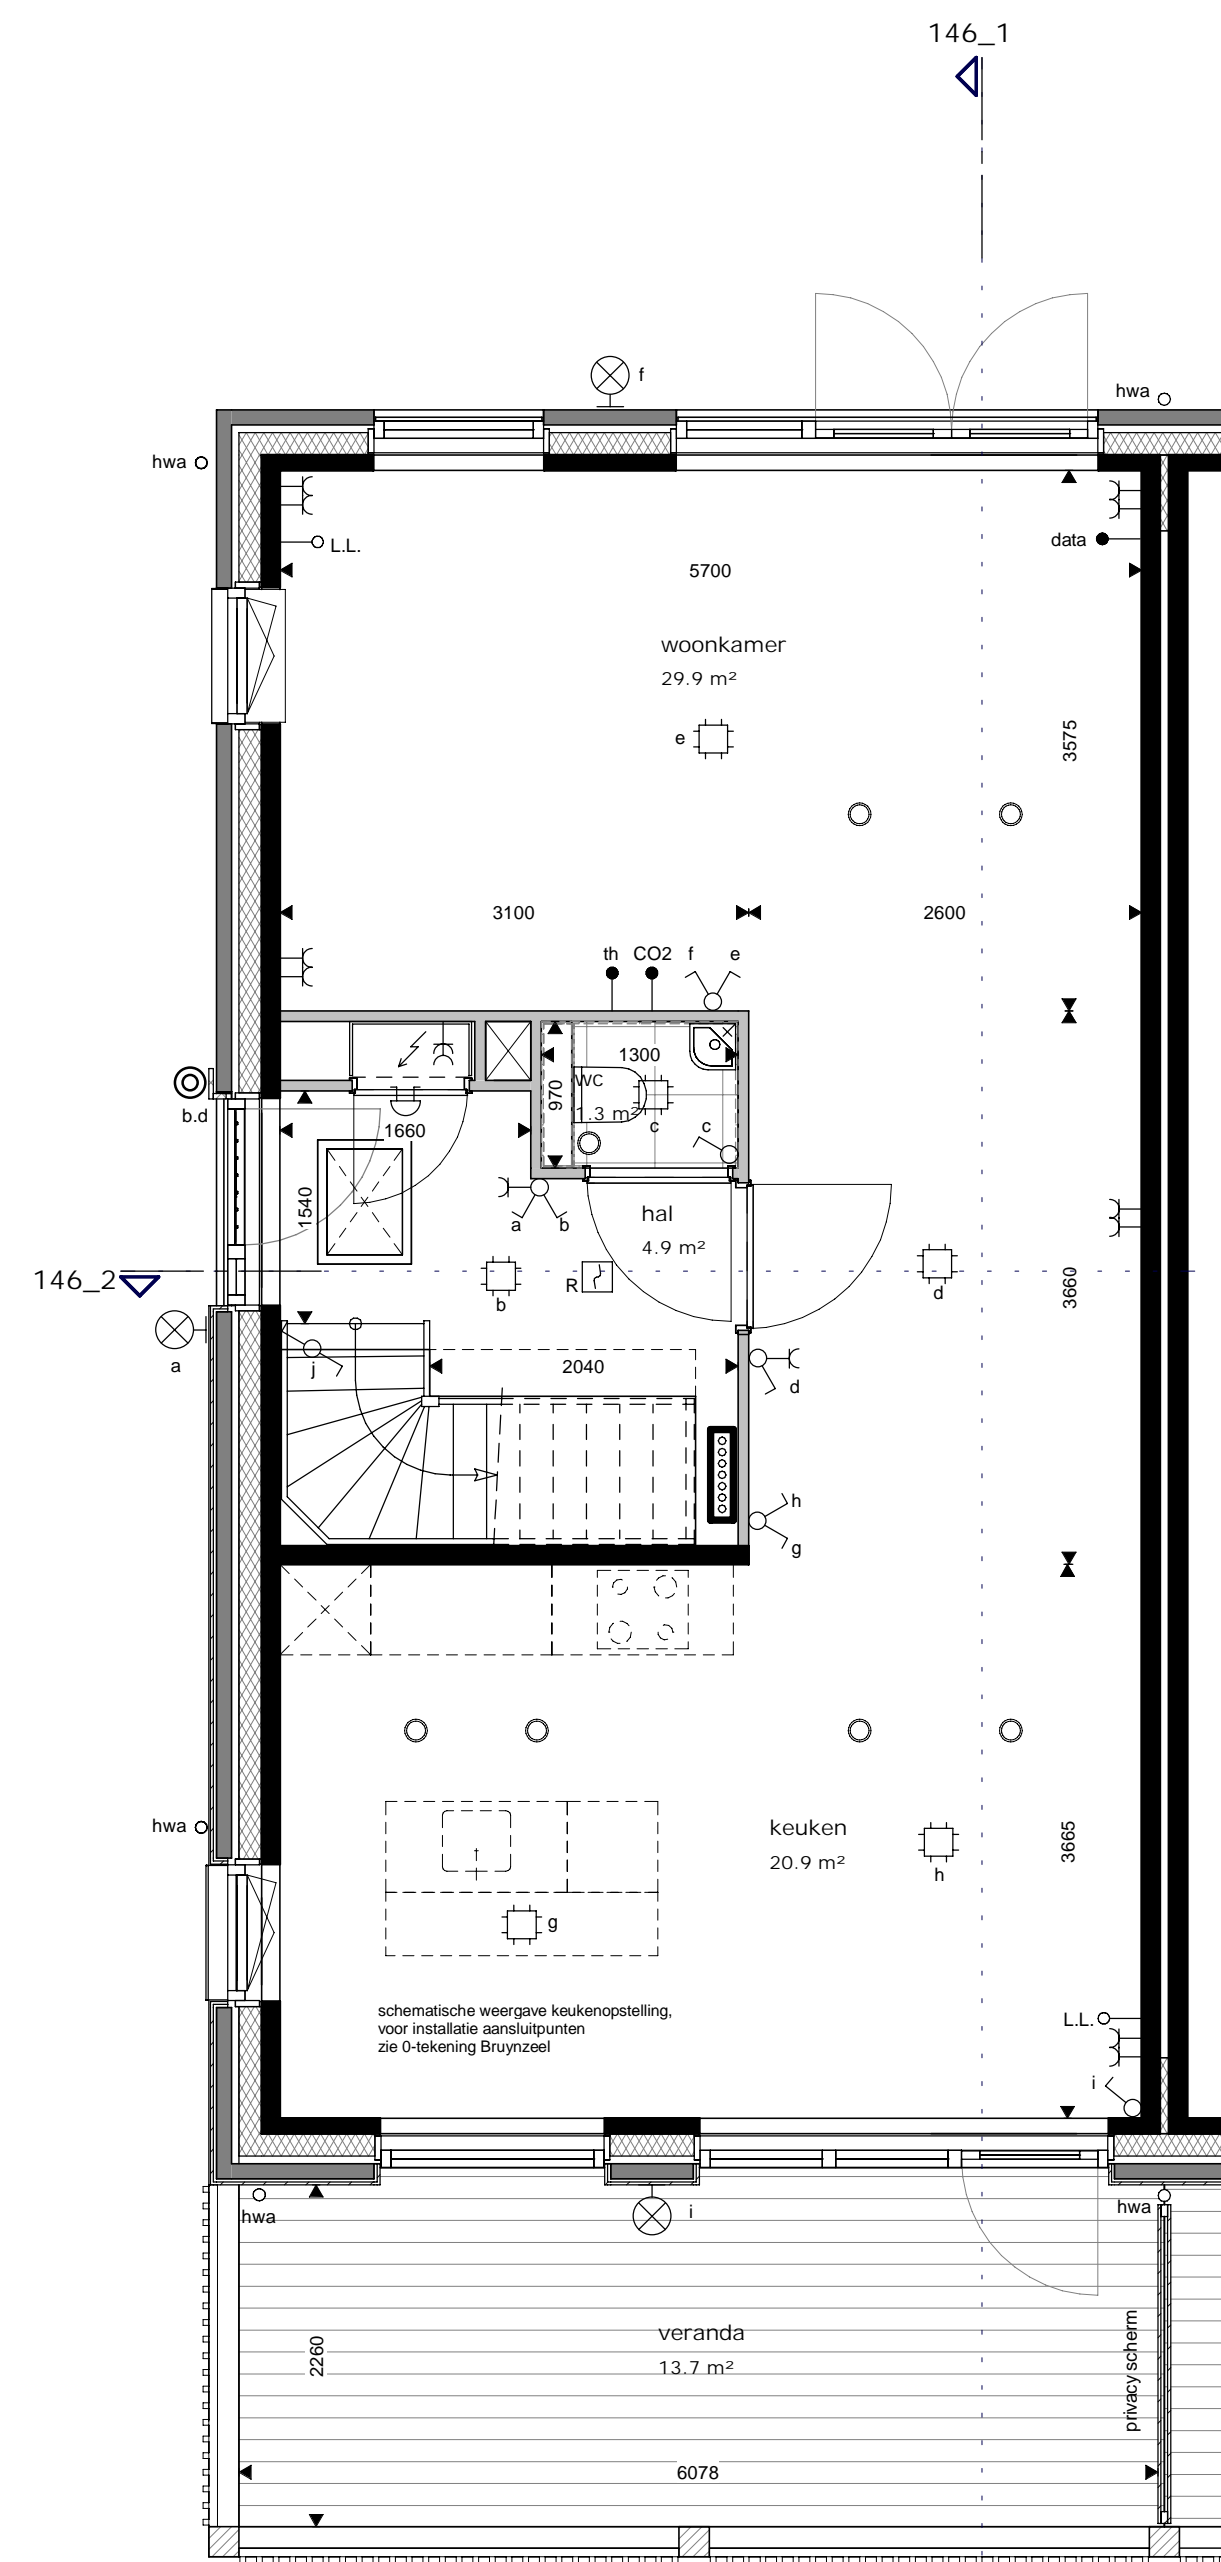 146_1
f
hwa
hwa
L.L.
data
5700
woonkamer
29.9 m²
e
3575
3100
2600
th
CO2
f
e
1300
WC
970
1.3 m²
c
c
b.d
1660
1540
a
b
hal
4.9 m²
146_2
R
b
d
3660
a
j
2040
d
h
g
hwa
keuken
20.9 m²
3665
h
g
schematische weergave keukenopstelling,
voor installatie aansluitpunten
zie 0-tekening Bruynzeel
L.L.
i
hwa
i
hwa
veranda
13.7 m²
2260
privacy scherm
6078